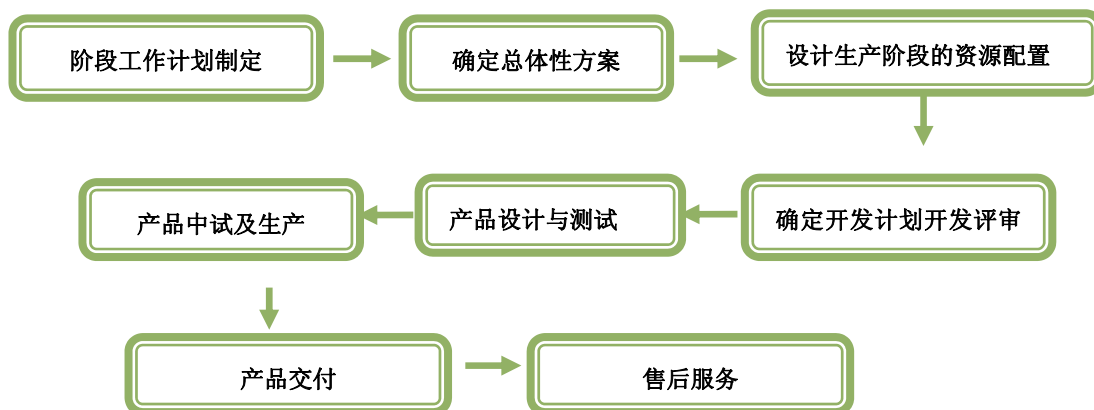 阶段工作计划制定
确定总体性方案
设计生产阶段的资源配置
确定开发计划开发评审
产品设计与测试
产品中试及生产
产品交付
售后服务